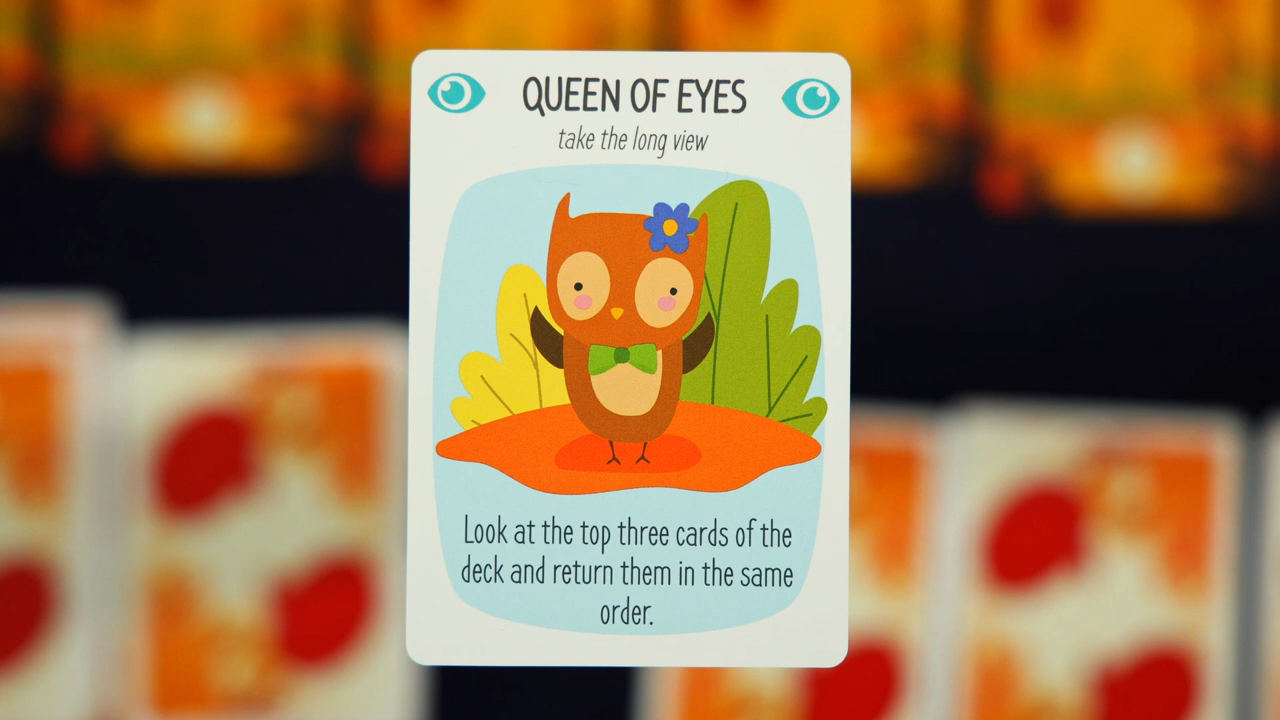 QUEEN OF EYES
take the long view
Look at the top three cards of the
deck and return them in the same
order.